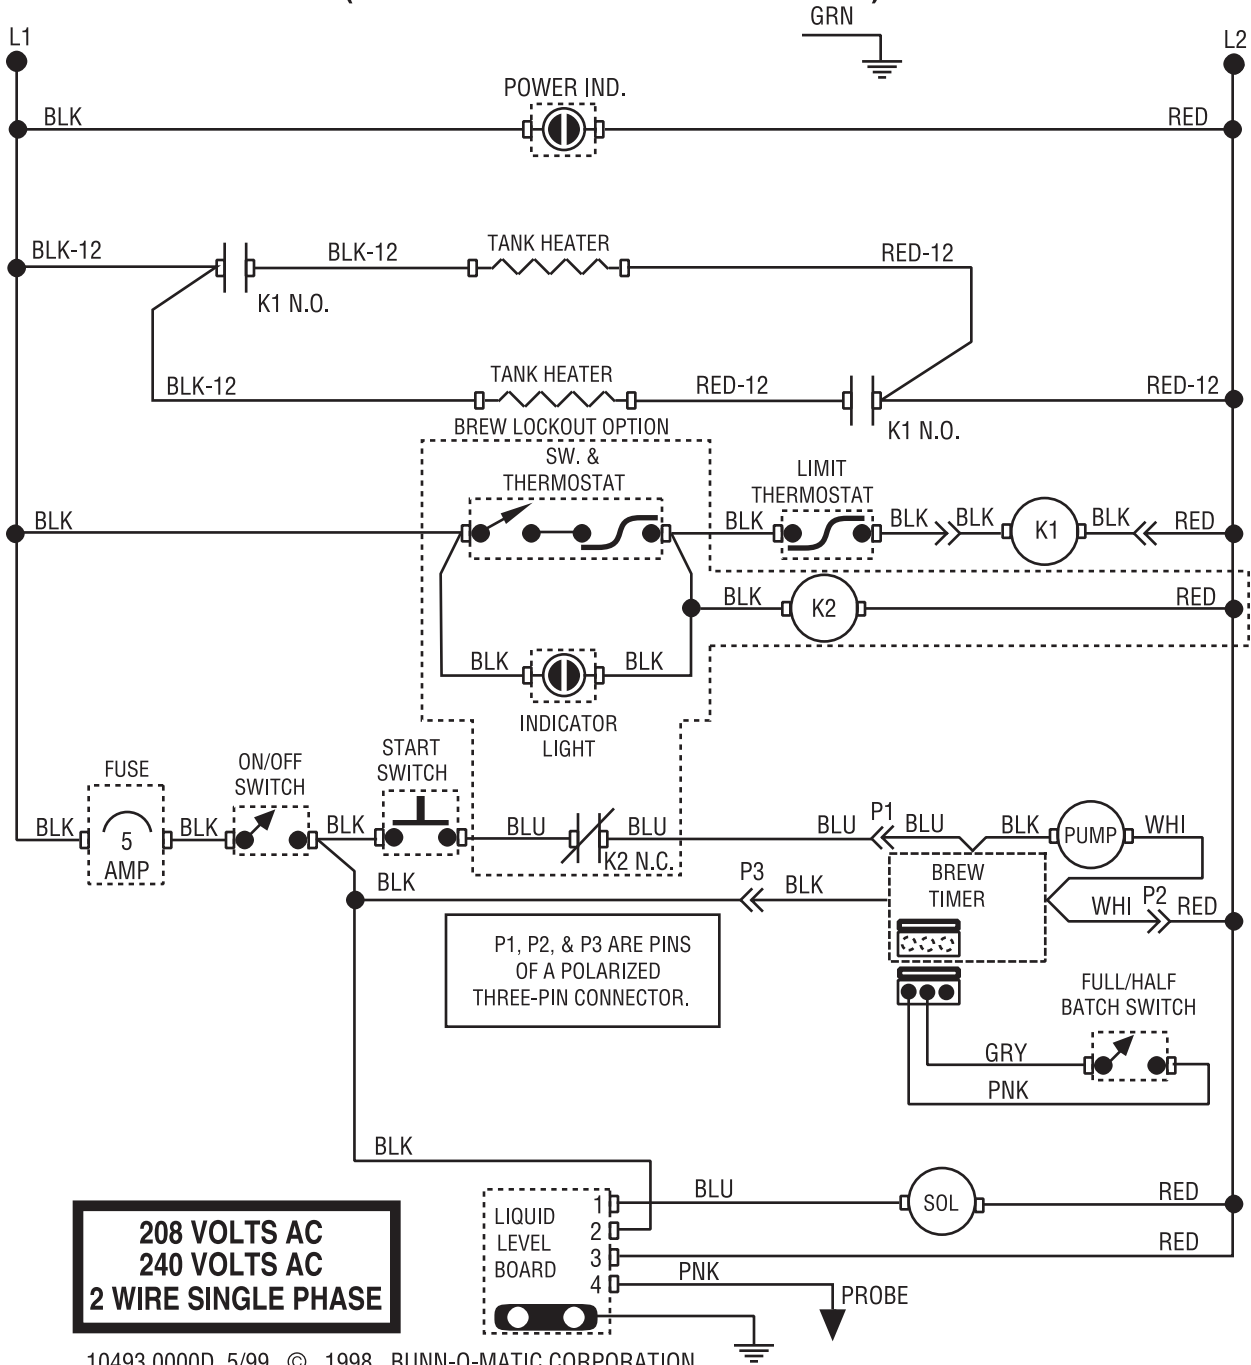 GRN
L1
L2
POWER IND.
BLK
RED
BLK-12
BLK-12
TANK HEATER
RED-12
K1 N.O.
BLK-12
TANK HEATER
RED-12
RED-12
K1 N.O.
BREW LOCKOUT OPTION
SW. &
THERMOSTAT
LIMIT
THERMOSTAT
BLK
BLK
BLK
BLK
K1
BLK
RED
BLK
K2
RED
BLK
BLK
INDICATOR
LIGHT
FUSE
ON/OFF
SWITCH
START
SWITCH
BLK
5
AMP
BLK
BLK
BLU
BLU
K2 N.C.
BLU
P1
BLU
BLK
PUMP
WHI
BLK
P3
BLK
BREW
TIMER
WHI
P2
RED
P1, P2, & P3 ARE PINS
OF A POLARIZED
THREE-PIN CONNECTOR.
FULL/HALF
BATCH SWITCH
GRY
PNK
BLK
LIQUID
LEVEL
BOARD
1
2
3
4
BLU
SOL
RED
RED
PNK
PROBE
208 VOLTS AC
240 VOLTS AC
2 WIRE SINGLE PHASE
10493.0000D 5/99 © 1998 BUNN-O-MATIC CORPORATION